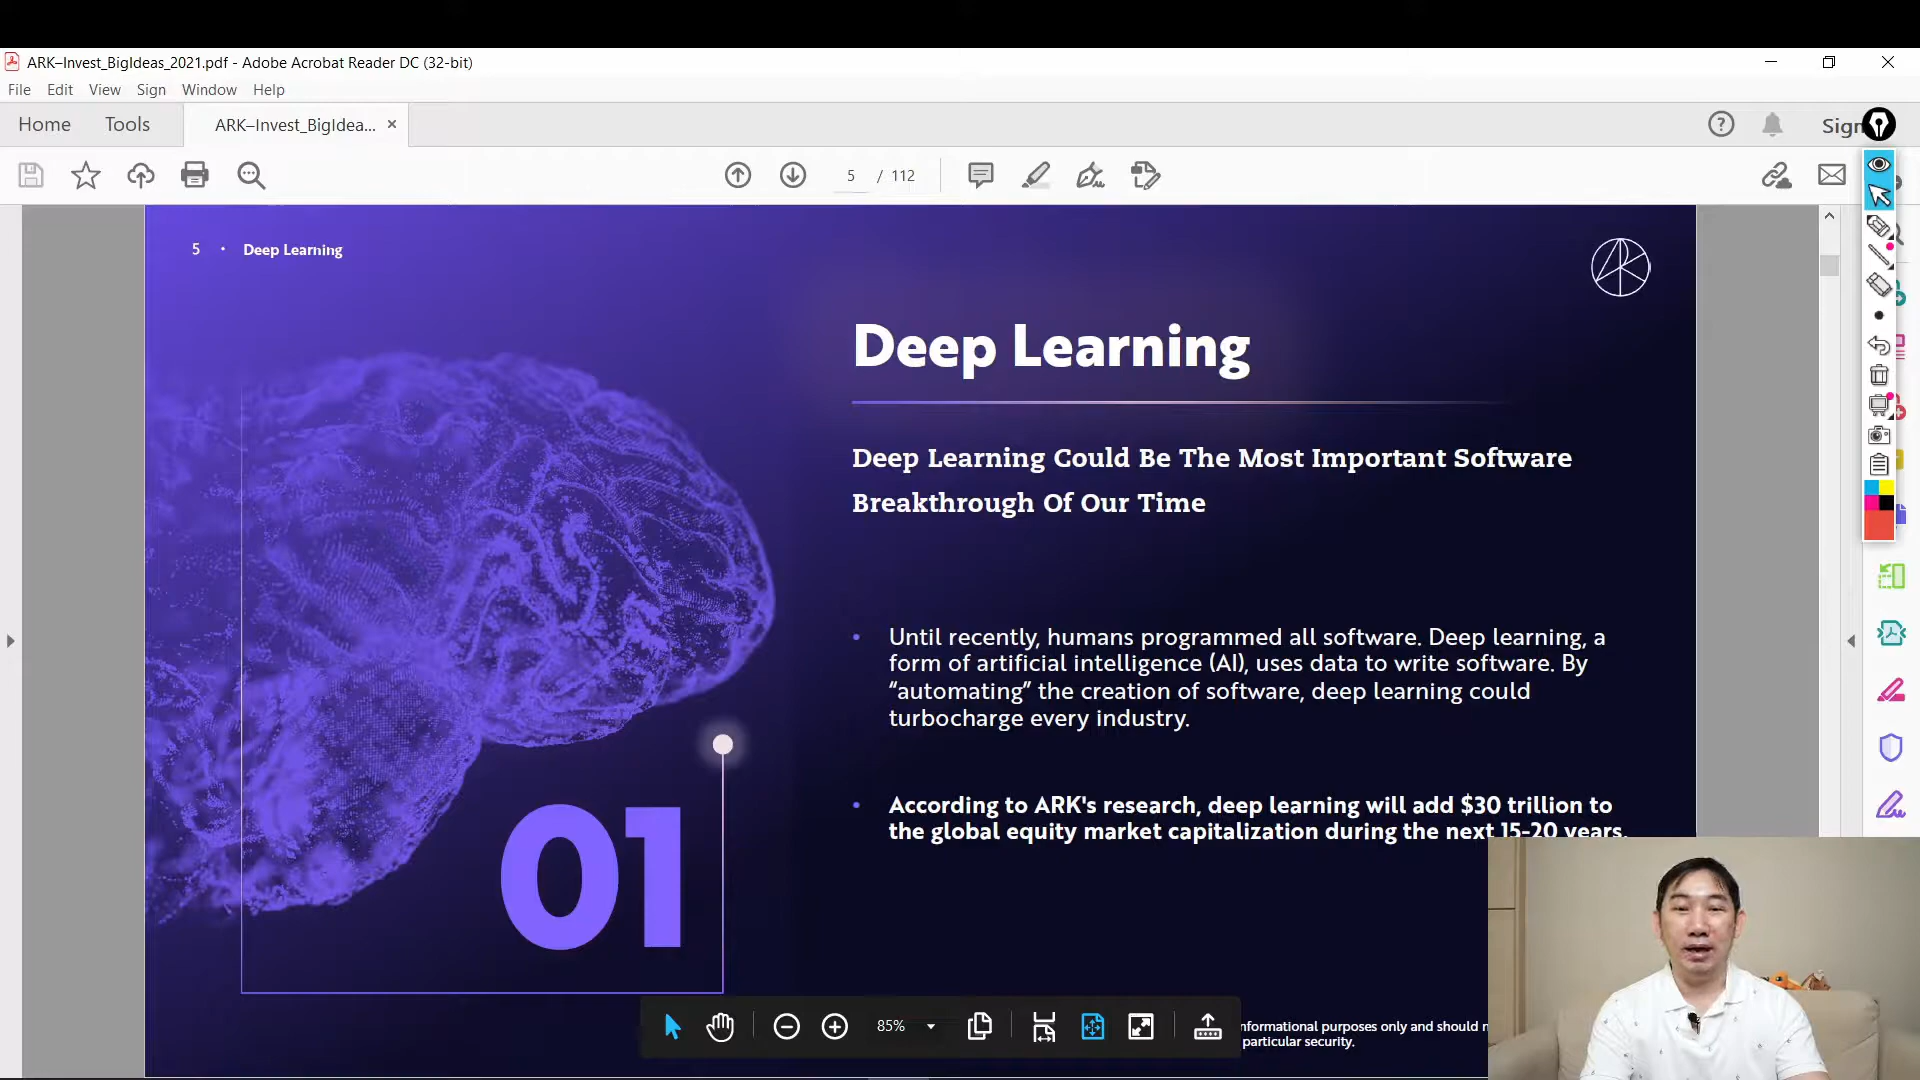 ARK–Invest_BigIdeas_2021.pdf - Adobe Acrobat Reader DC (32-bit)
File Edit View Sign Window Help
Home Tools ARK–Invest_BigIdea... ×
Sign
5 / 112
5 • Deep Learning
Deep Learning
Deep Learning Could Be The Most Important Software
Breakthrough Of Our Time
• Until recently, humans programmed all software. Deep learning, a
form of artificial intelligence (AI), uses data to write software. By
“automating” the creation of software, deep learning could
turbocharge every industry.
• According to ARK's research, deep learning will add $30 trillion to
the global equity market capitalization during the next 15-20 years.
01
85%
informational purposes only and should
particular security.